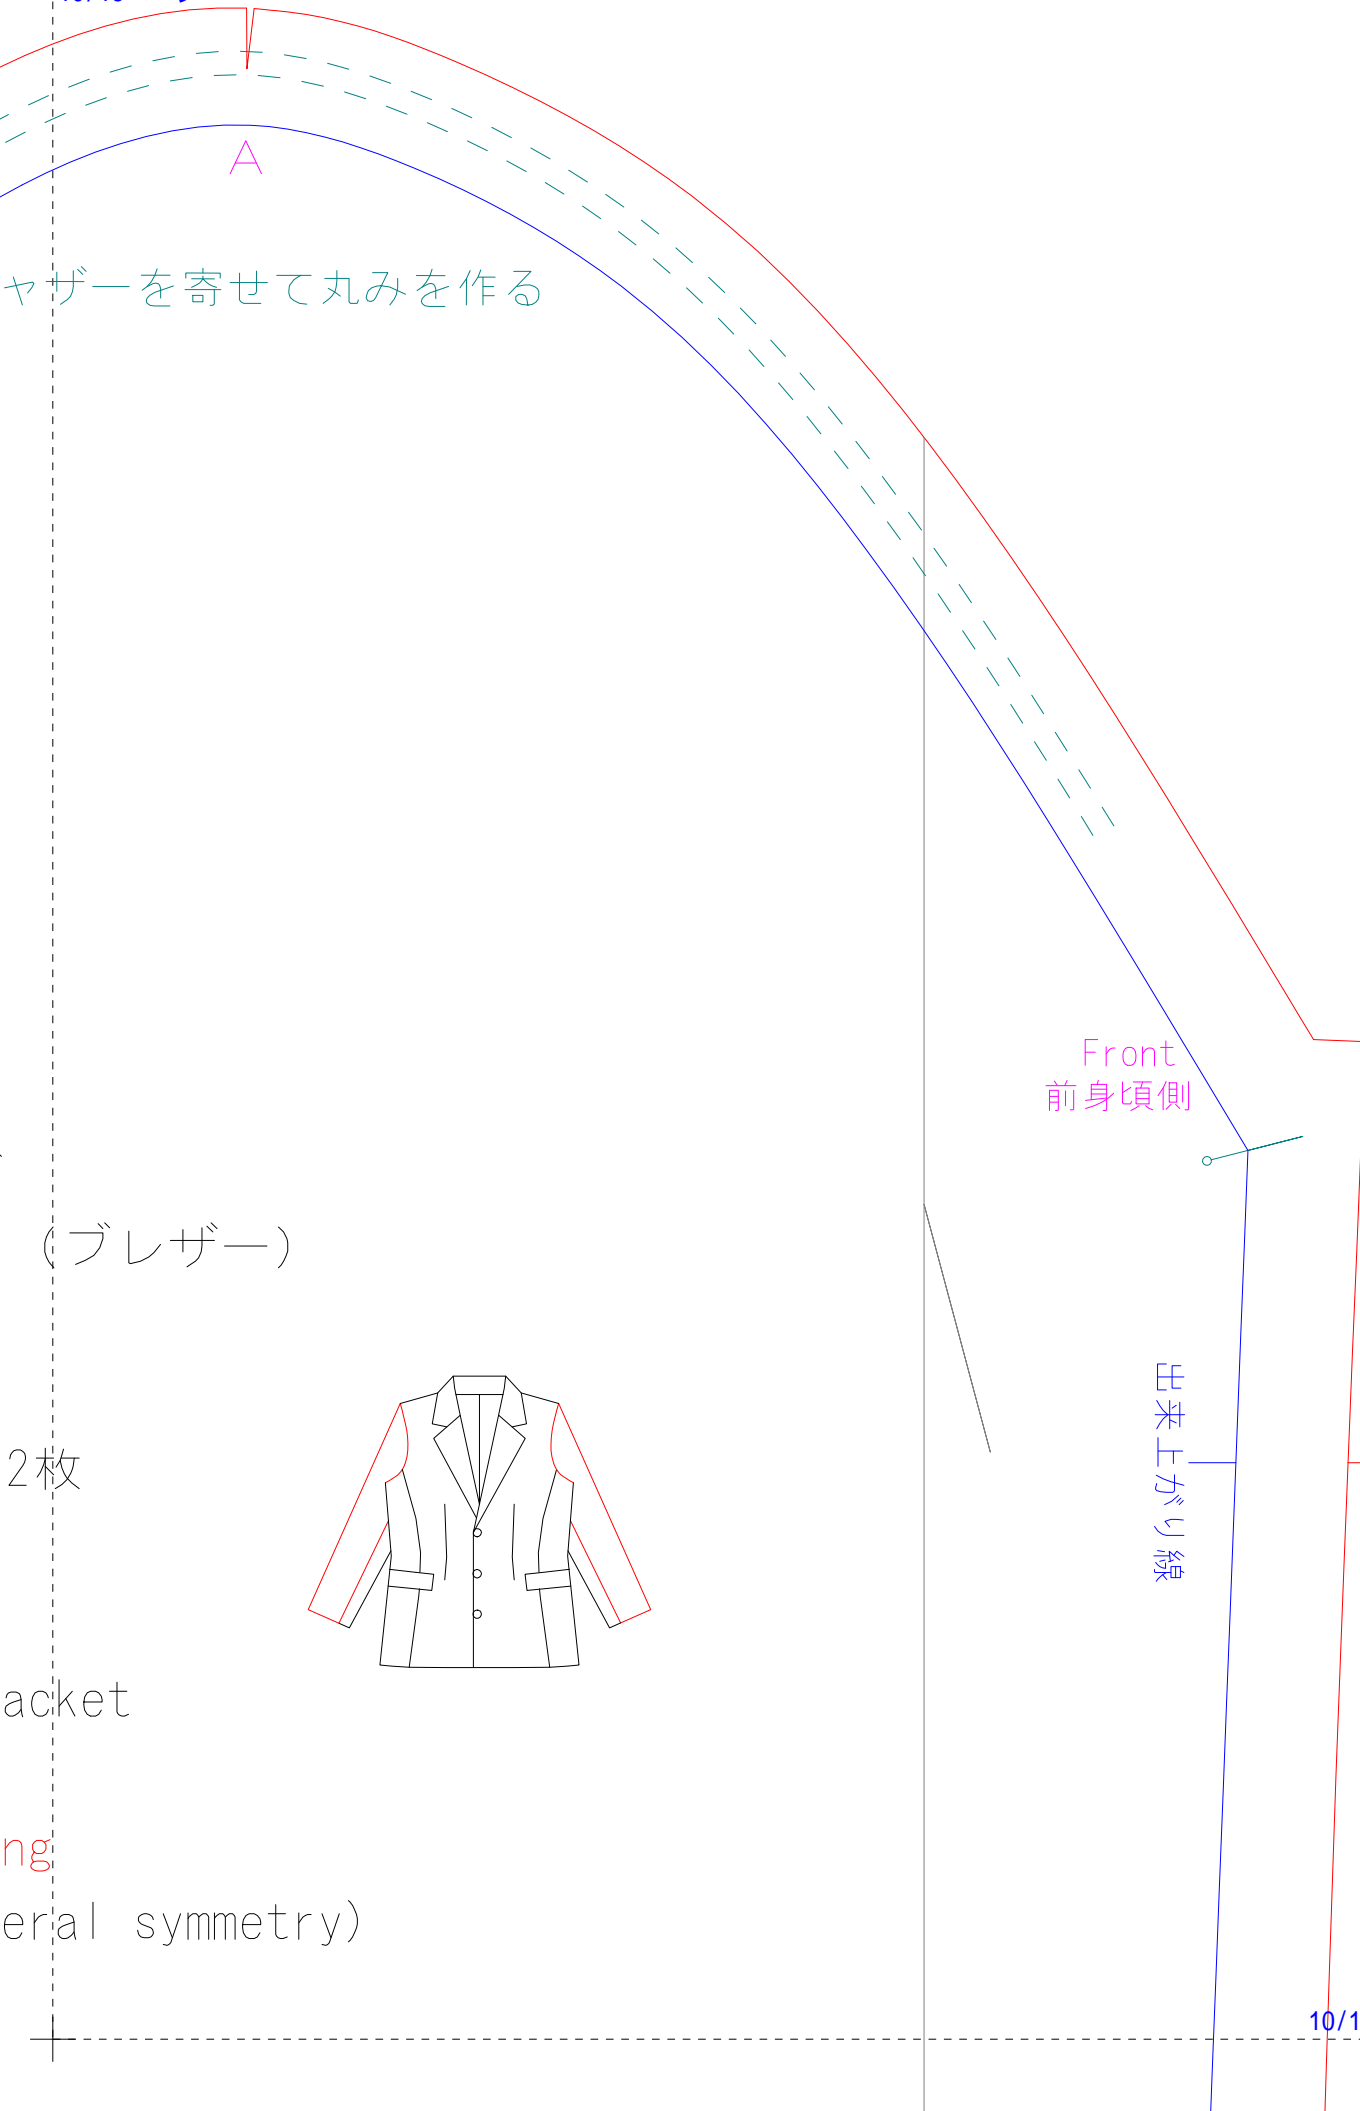 A
ャザーを寄せて丸みを作る
Front
前身頃側
(ブレザー)
出来上がり線
2枚
acket
ng
eral symmetry)
10/1